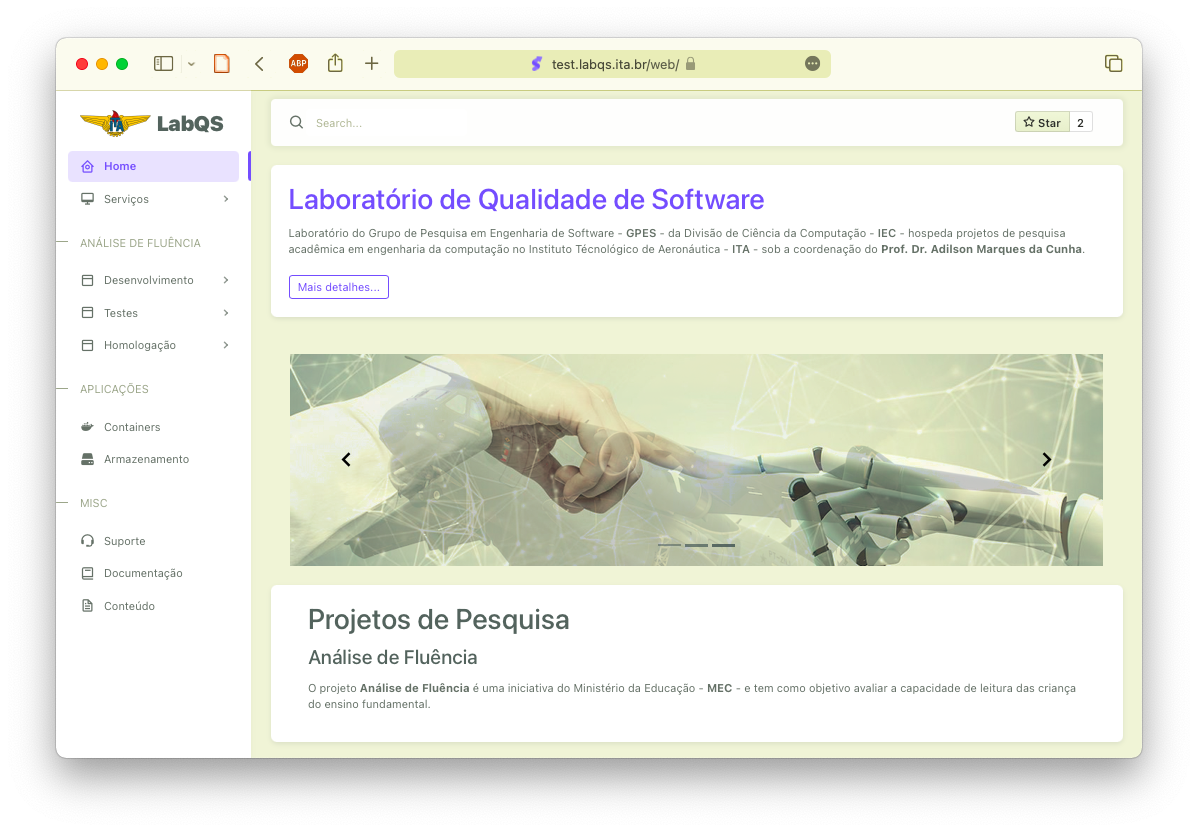 ABP
test.labqs.ita.br/web/
ITA LabQS
Search...
Star 2
Home
Serviços
ANÁLISE DE FLUÊNCIA
Desenvolvimento
Testes
Homologação
APLICAÇÕES
Containers
Armazenamento
MISC
Suporte
Documentação
Conteúdo
Laboratório de Qualidade de Software
Laboratório do Grupo de Pesquisa em Engenharia de Software - GPES - da Divisão de Ciência da Computação - IEC - hospeda projetos de pesquisa
acadêmica em engenharia da computação no Instituto Técnológico de Aeronáutica - ITA - sob a coordenação do Prof. Dr. Adilson Marques da Cunha.
Mais detalhes...
Projetos de Pesquisa
Análise de Fluência
O projeto Análise de Fluência é uma iniciativa do Ministério da Educação - MEC - e tem como objetivo avaliar a capacidade de leitura das criança
do ensino fundamental.